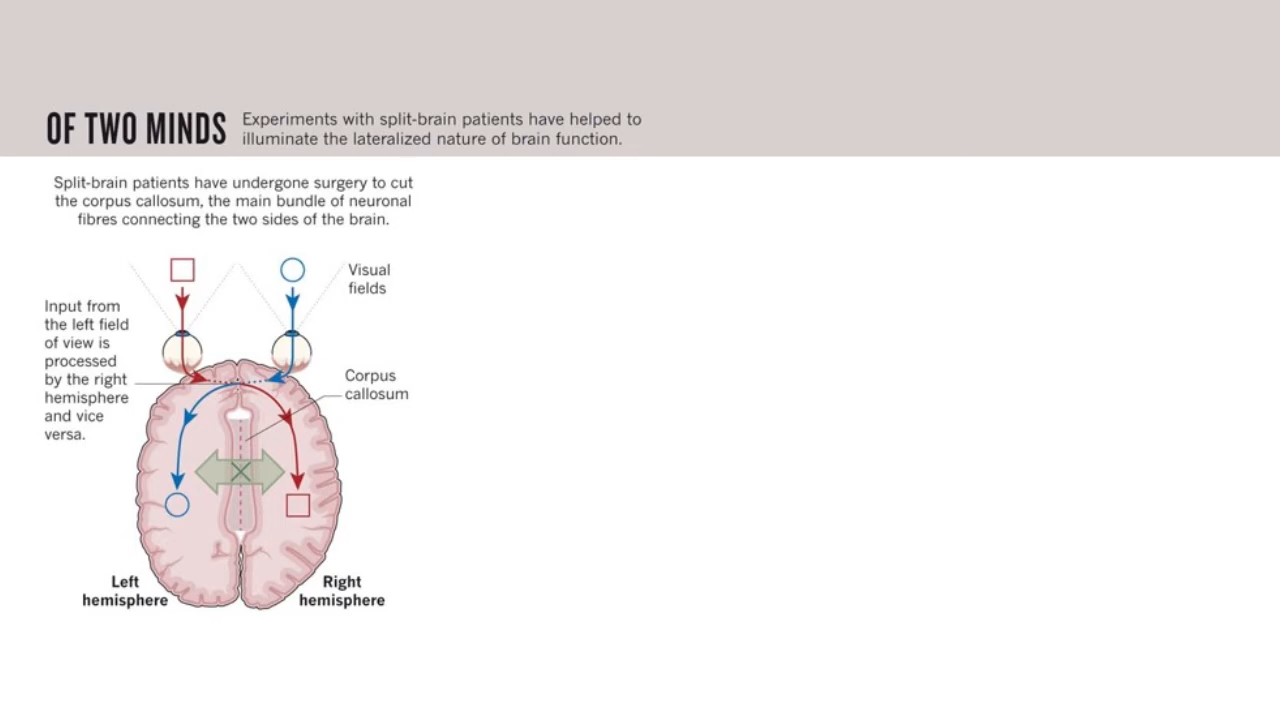 OF TWO MINDS
Experiments with split-brain patients have helped to
illuminate the lateralized nature of brain function.
Split-brain patients have undergone surgery to cut
the corpus callosum, the main bundle of neuronal
fibres connecting the two sides of the brain.
Visual
fields
Input from
the left field
of view is
processed
by the right
hemisphere
and vice
versa.
Corpus
callosum
Left
hemisphere
Right
hemisphere